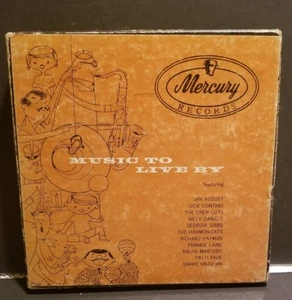 Mercury
RECORDS
MUSIC TO
LIVE BY
featuring
JAN AUGUST
DICK CONTINO
THE CREW CUTS
BILLY DANIELS
GEORGIA GIBBS
THE HARMONICATS
RICHARD HAYMAN
FRANKIE LAINE
RALPH MARTERIE
PATTI PAGE
SARAH VAUGHAN